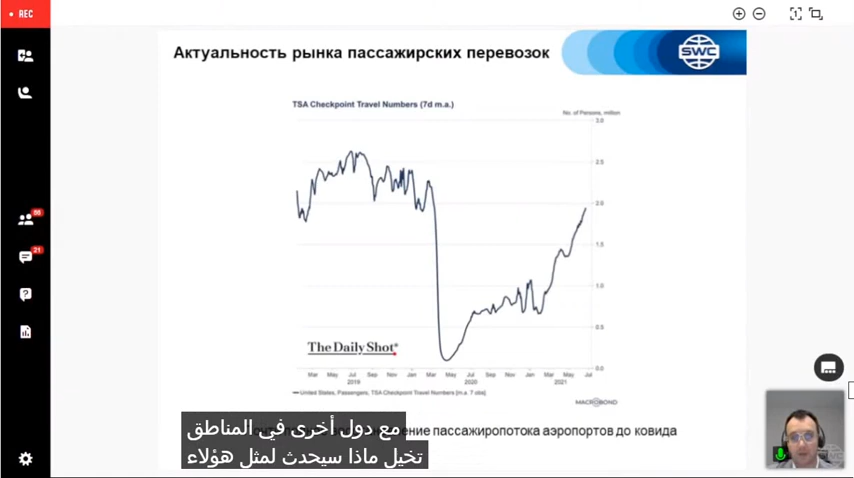 REC
1
Актуальность рынка пассажирских перевозок
SWC
TSA Checkpoint Travel Numbers (7d m.a.)
No. of Persons, million
3.0
2.5
2.0
1.5
1.0
0.5
0.0
Mar May Jul Sep Nov Jan Mar May Jul Sep Nov Jan Mar May Jul
2019 2020 2021
The Daily Shot
United States, Passengers, TSA Checkpoint Travel Numbers [m.a. 7 obs]
MACROBOND
ение пассажиропотока аэропортов до ковида
مع دول أخرى في المناطق
تخيل ماذا سيحدث لمثل هؤلاء
21
SWC